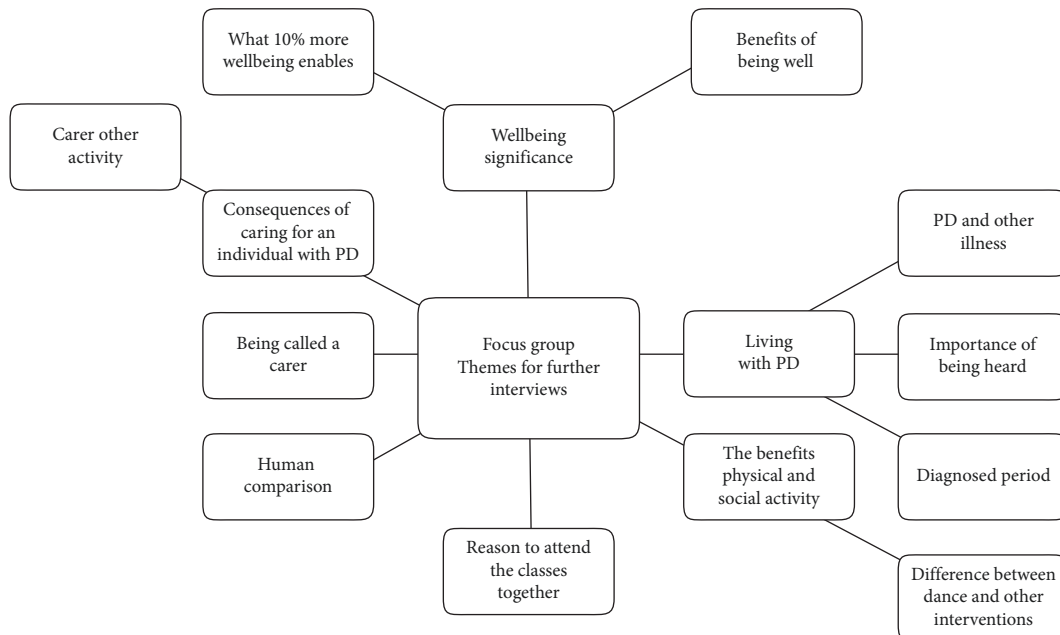 What 10% more
wellbeing enables
Benefits of
being well
Carer other
activity
Wellbeing
significance
Consequences of
caring for an
individual with PD
PD and other
illness
Being called a
carer
Focus group
Themes for further
interviews
Living
with PD
Importance of
being heard
Human
comparison
The benefits
physical and
social activity
Diagnosed period
Reason to attend
the classes
together
Difference between
dance and other
interventions